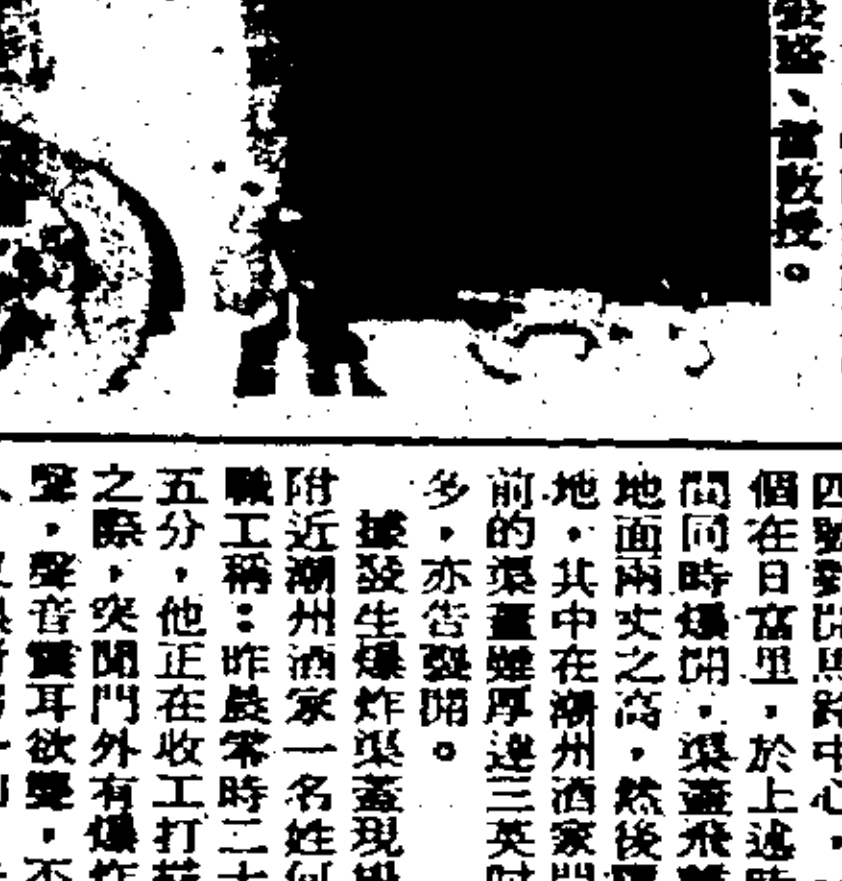 、黃教授。
四號對開馬路中心，
個在日富里，於上述時
間同時爆開，渠蓋飛離
地面兩丈之高，然後
地，其中在潮州酒家門
前的渠蓋雖厚達三英吋
多，亦告裂開。
據發生爆炸渠蓋現
附近潮州酒家一名姓何
職工稱：昨晨零時二十
五分，他正在收工打
之際，突聞門外有爆炸
聲，聲音震耳欲聾，不